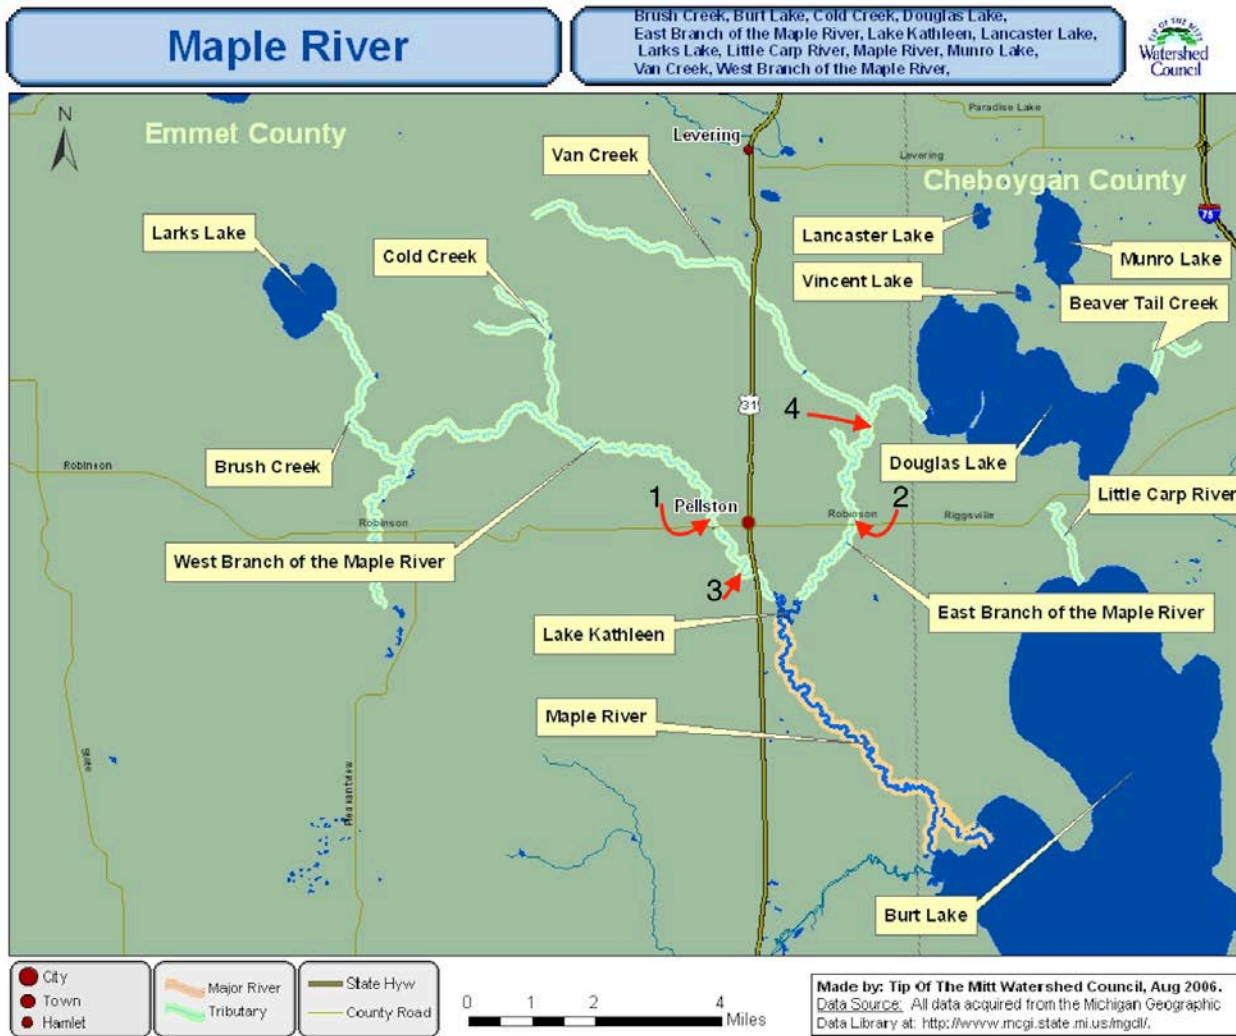 Maple River
Brush Creek, Burt Lake, Cold Creek, Douglas Lake,
East Branch of the Maple River, Lake Kathleen, Lancaster Lake,
Larks Lake, Little Carp River, Maple River, Munro Lake,
Van Creek, West Branch of the Maple River,
TIP OF THE MITT
Watershed
Council
N
Emmet County
Levering
Paradise Lake
Levering
Van Creek
Cheboygan County
75
Larks Lake
Lancaster Lake
Cold Creek
Munro Lake
Vincent Lake
Beaver Tail Creek
31
4
Brush Creek
Robinson
Douglas Lake
Little Carp River
1
Pellston
2
Robinson
Robinson
Riggsville
West Branch of the Maple River
3
East Branch of the Maple River
Lake Kathleen
Maple River
State
Pleasantview
Burt Lake
City
Town
Hamlet
Major River
Tributary
State Hyw
County Road
0 1 2 4
Miles
Made by: Tip Of The Mitt Watershed Council, Aug 2006.
Data Source: All data acquired from the Michigan Geographic
Data Library at: http://www.mcgi.state.mi.us/mgdl/.